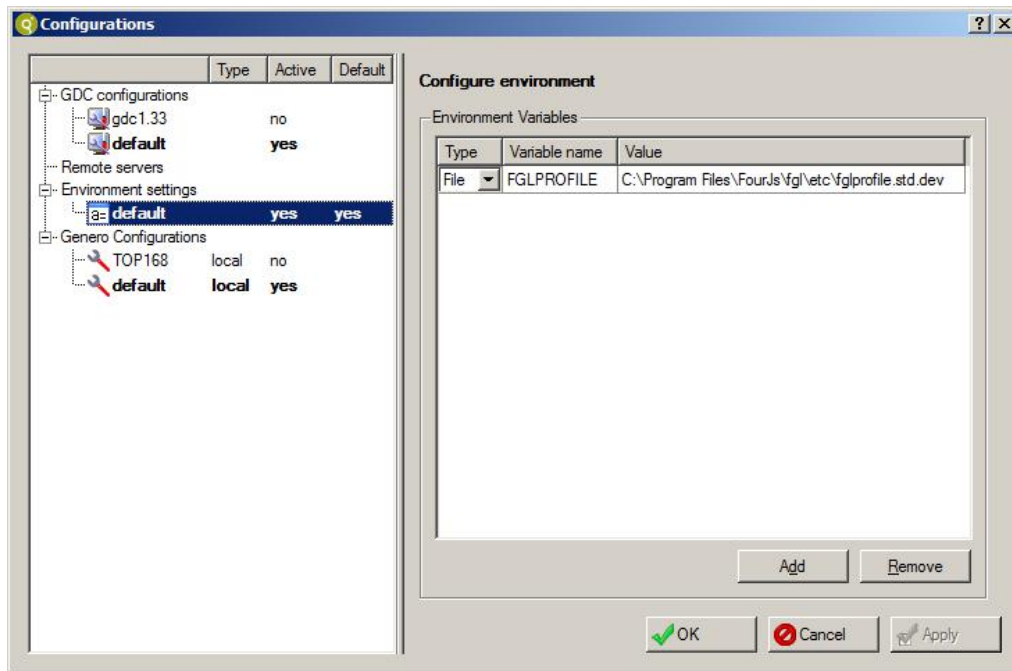 Configurations
Type Active Default
GDC configurations
gdc1.33 no
default yes
Remote servers
Environment settings
a= default yes yes
Genero Configurations
TOP168 local no
default local yes
Configure environment
Environment Variables
Type Variable name Value
File FGLPROFILE C:\Program Files\FourJs\fgl\etc\fglprofile.std.dev
Add Remove
OK Cancel Apply